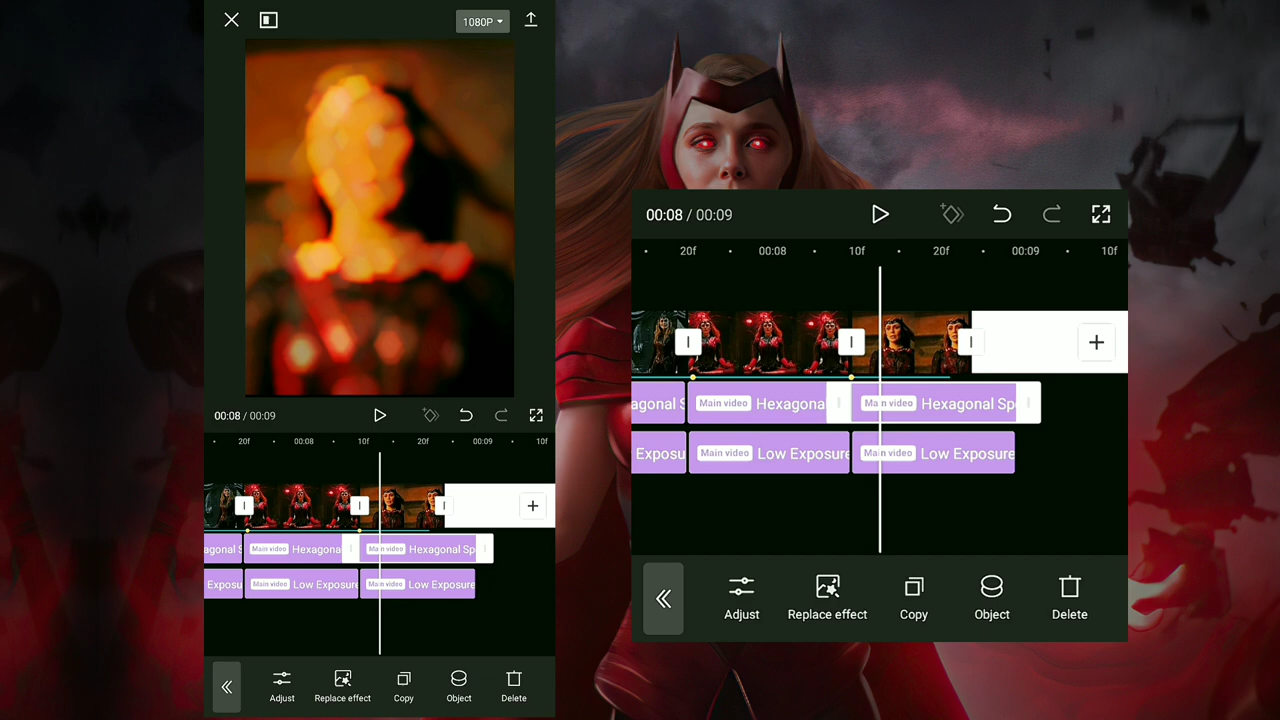 1080P
00:08 / 00:09
20f 00:08 10f 20f 00:09 10f
agonal S Main video Hexagona Main video Hexagonal Sp
Exposu Main video Low Exposure Main video Low Exposure
Adjust Replace effect Copy Object Delete
00:08 / 00:09
20f 00:08 10f 20f 00:09 10f
agonal S Main video Hexagona Main video Hexagonal Sp
Exposu Main video Low Exposure Main video Low Exposure
Adjust Replace effect Copy Object Delete